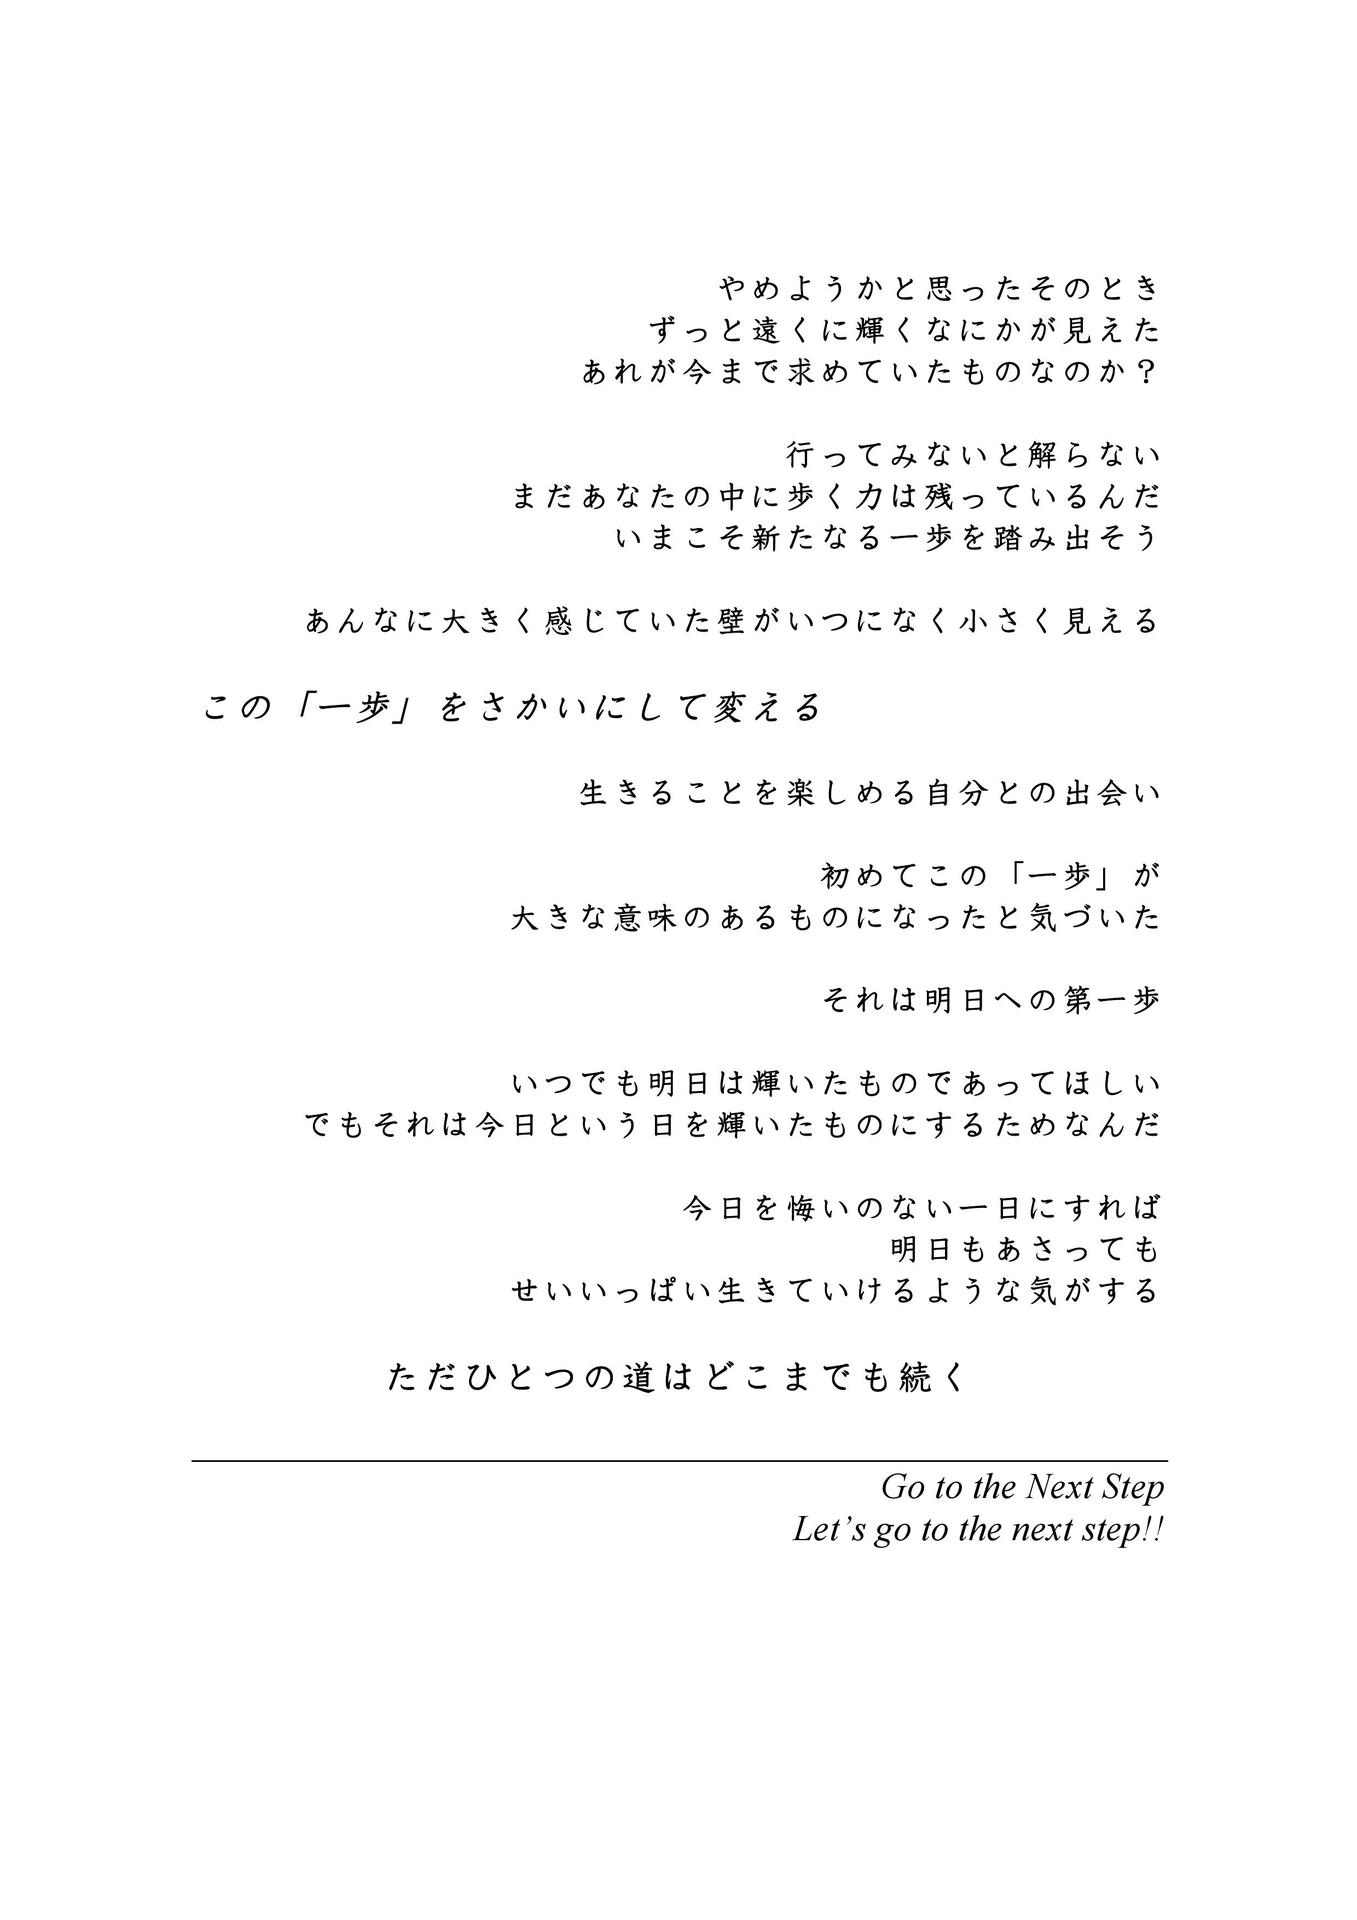 やめようかと思ったそのとき
ずっと遠くに輝くなにかが見えた
あれが今まで求めていたものなのか？
行ってみないと解らない
まだあなたの中に歩く力は残っているんだ
いまこそ新たなる一歩を踏み出そう
あんなに大きく感じていた壁がいつになく小さく見える
この「一歩」をさかいにして変える
生きることを楽しめる自分との出会い
初めてこの「一歩」が
大きな意味のあるものになったと気づいた
それは明日への第一歩
いつでも明日は輝いたものであってほしい
でもそれは今日という日を輝いたものにするためなんだ
今日を悔いのない一日にすれば
明日もあさっても
せいいっぱい生きていけるような気がする
ただひとつの道はどこまでも続く
Go to the Next Step
Let’s go to the next step!!